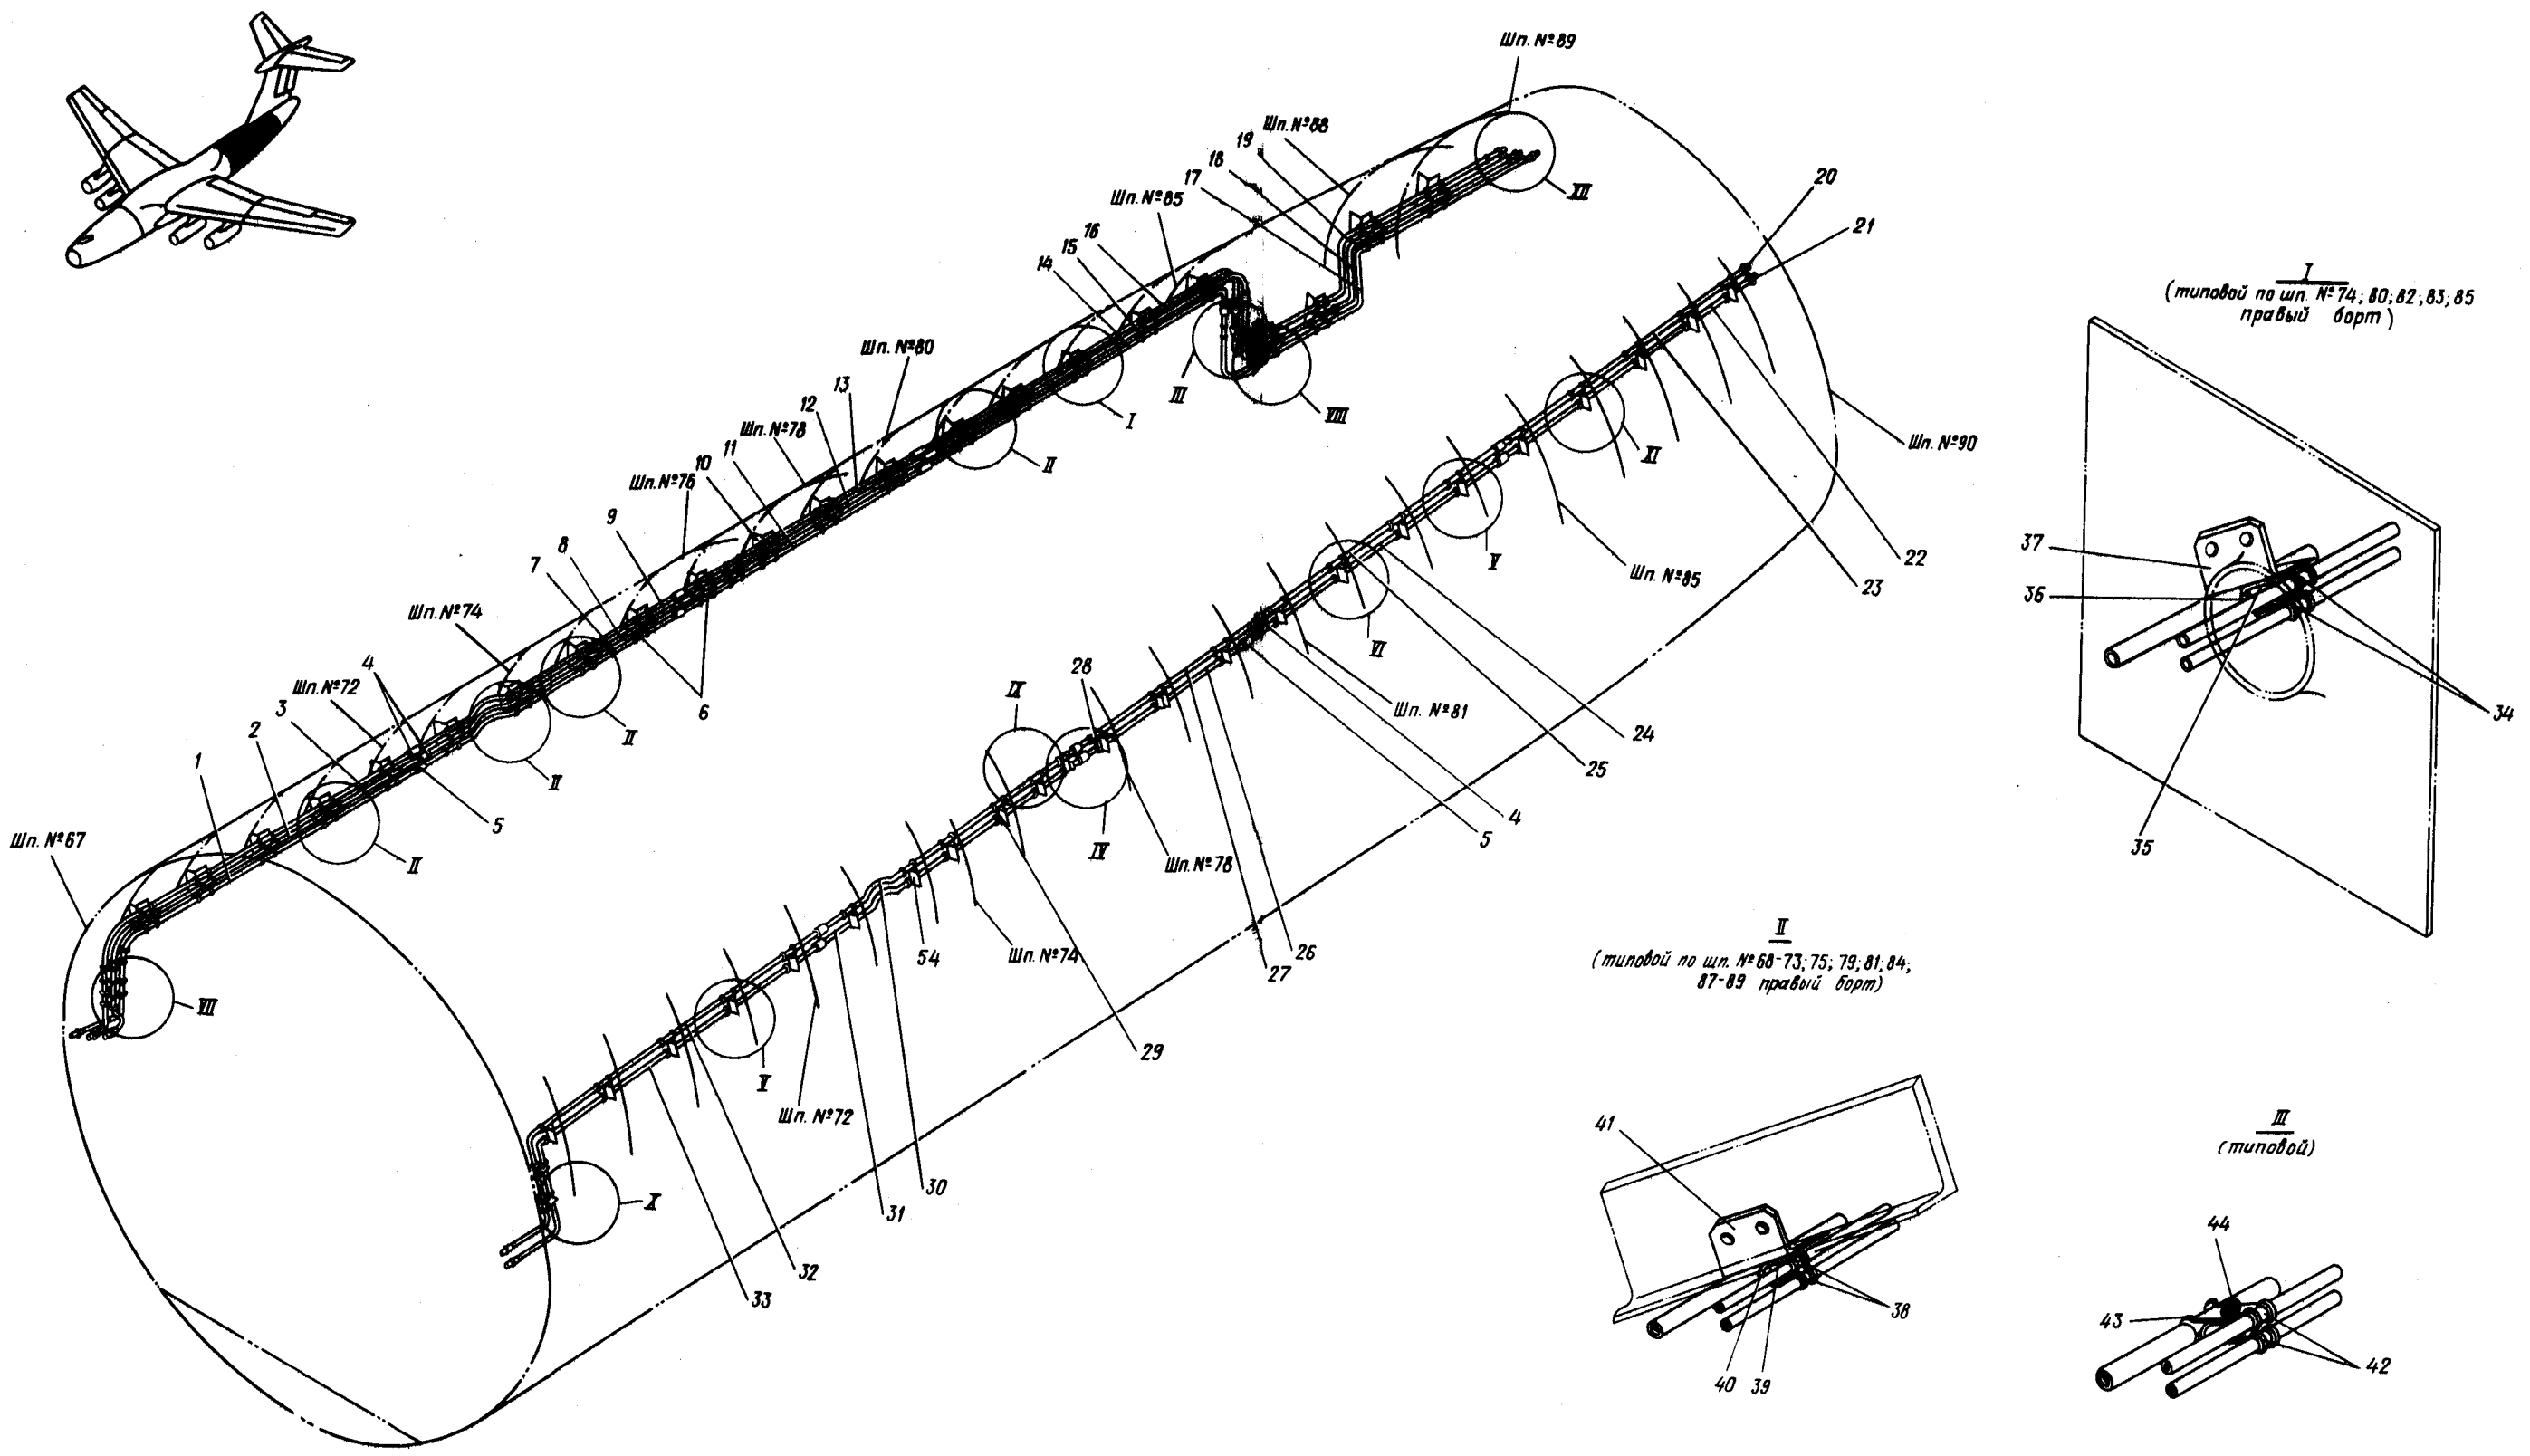 Шп. №89
Шп. №88
19
18
17
Шп. №85
16
15
14
XII
20
21
I
(типовой по шп. №74; 80; 82; 83; 85
правый борт)
Шп. №80
13
12
Шп. №78
11
10
Шп. №76
9
8
7
III
VIII
I
II
Шп. №90
XI
22
23
V
Шп. №85
37
36
34
35
Шп. №74
4
Шп. №72
3
2
1
6
II
II
5
II
Шп. №67
VII
VI
24
25
Шп. №81
28
IX
4
5
IV
Шп. №78
26
27
Шп. №74
54
29
V
Шп. №72
30
31
X
32
33
II
(типовой по шп. №68-73; 75; 79; 81; 84;
87-89 правый борт)
41
38
40
39
III
(типовой)
44
43
42